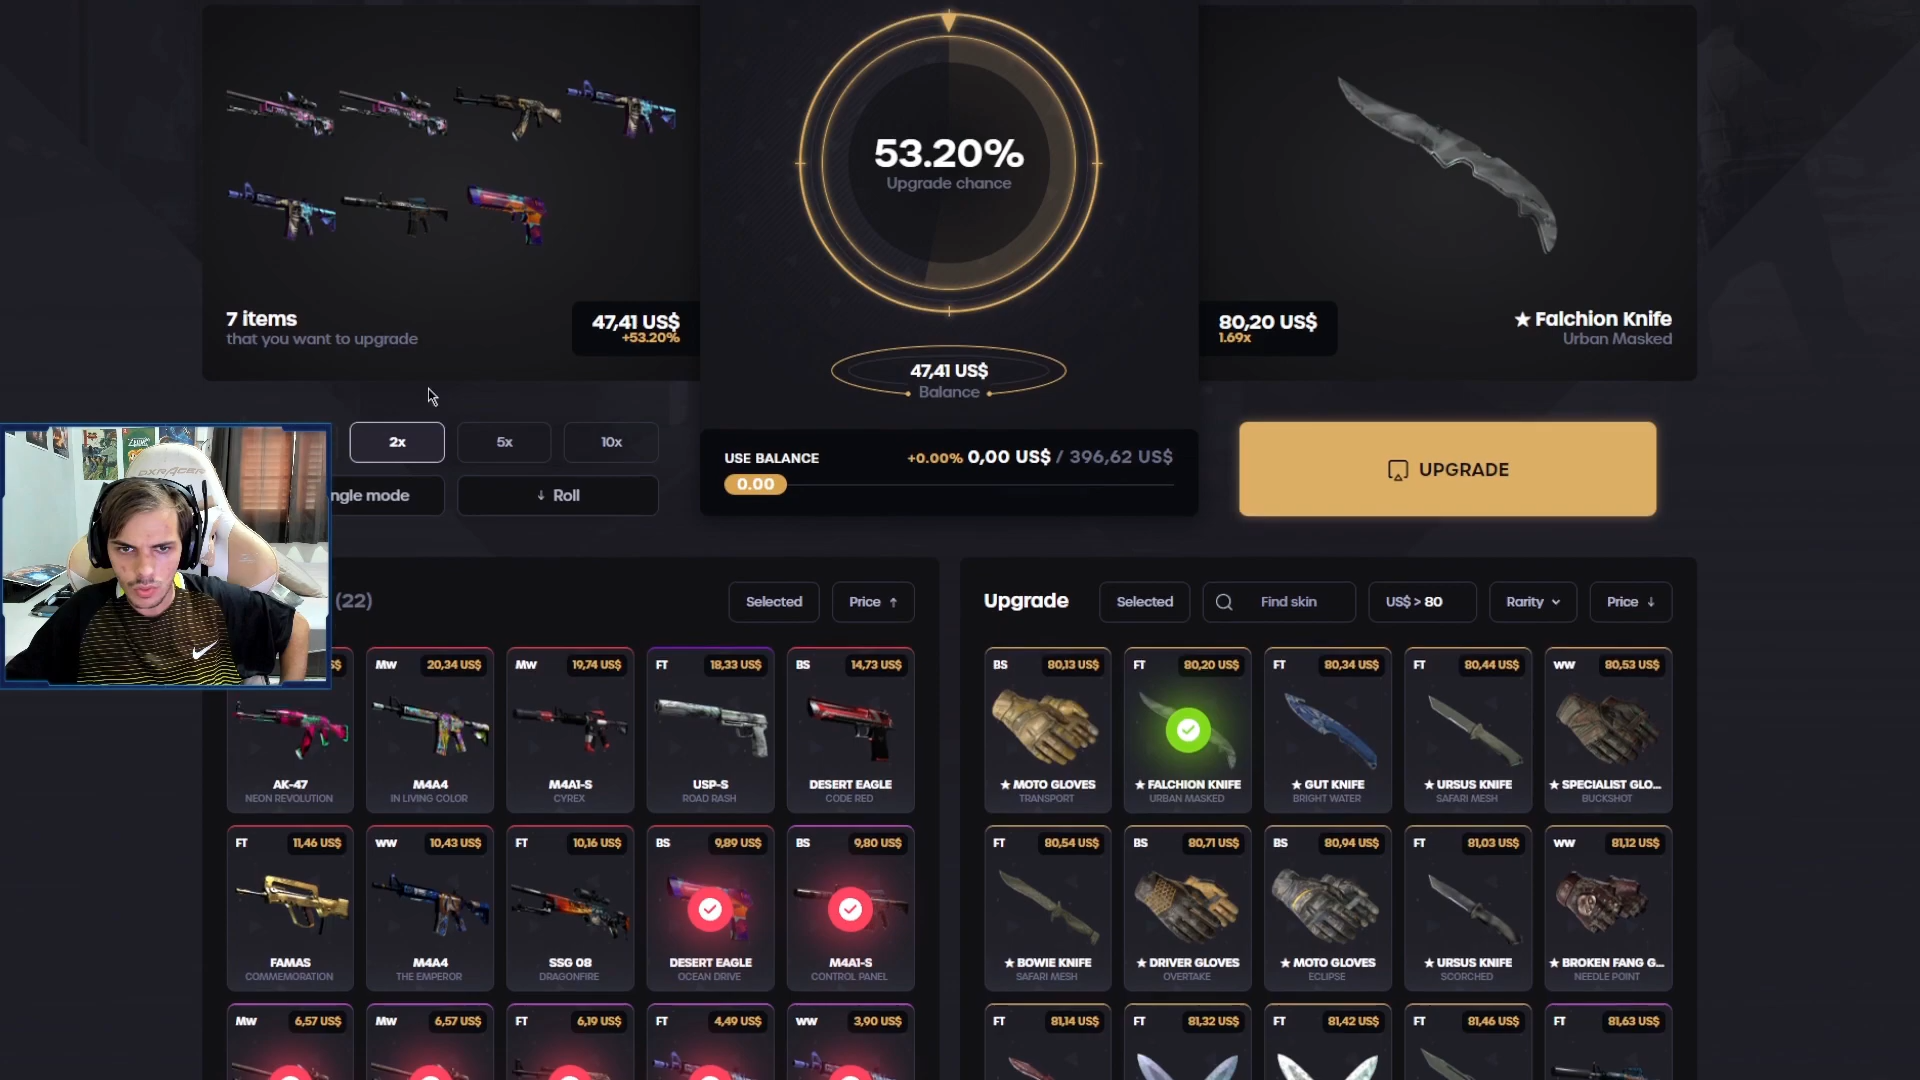 53.20%
Upgrade chance
7 items
that you want to upgrade
47,41 US$
+53.20%
80,20 US$
1.69x
★ Falchion Knife
Urban Masked
47,41 US$
Balance
2x
5x
10x
ngle mode
↓ Roll
USE BALANCE
+0.00% 0,00 US$ / 396,62 US$
0.00
UPGRADE
DXRACER
(22)
Selected
Price ↑
Upgrade
Selected
Find skin
US$ > 80
Rarity
Price ↓
S$
AK-47
NEON REVOLUTION
MW 20,34 US$
M4A4
IN LIVING COLOR
MW 19,74 US$
M4A1-S
CYREX
FT 18,33 US$
USP-S
ROAD RASH
BS 14,73 US$
DESERT EAGLE
CODE RED
BS 80,13 US$
★ MOTO GLOVES
TRANSPORT
FT 80,20 US$
★ FALCHION KNIFE
URBAN MASKED
FT 80,34 US$
★ GUT KNIFE
BRIGHT WATER
FT 80,44 US$
★ URSUS KNIFE
SAFARI MESH
WW 80,53 US$
★ SPECIALIST GLO...
BUCKSHOT
FT 11,46 US$
FAMAS
COMMEMORATION
WW 10,43 US$
M4A4
THE EMPEROR
FT 10,16 US$
SSG 08
DRAGONFIRE
BS 9,89 US$
DESERT EAGLE
OCEAN DRIVE
BS 9,80 US$
M4A1-S
CONTROL PANEL
FT 80,54 US$
★ BOWIE KNIFE
SAFARI MESH
BS 80,71 US$
★ DRIVER GLOVES
OVERTAKE
BS 80,94 US$
★ MOTO GLOVES
ECLIPSE
FT 81,03 US$
★ URSUS KNIFE
SCORCHED
WW 81,12 US$
★ BROKEN FANG G...
NEEDLE POINT
MW 6,57 US$
MW 6,57 US$
FT 6,19 US$
FT 4,49 US$
WW 3,90 US$
FT 81,14 US$
FT 81,32 US$
FT 81,42 US$
FT 81,46 US$
FT 81,63 US$